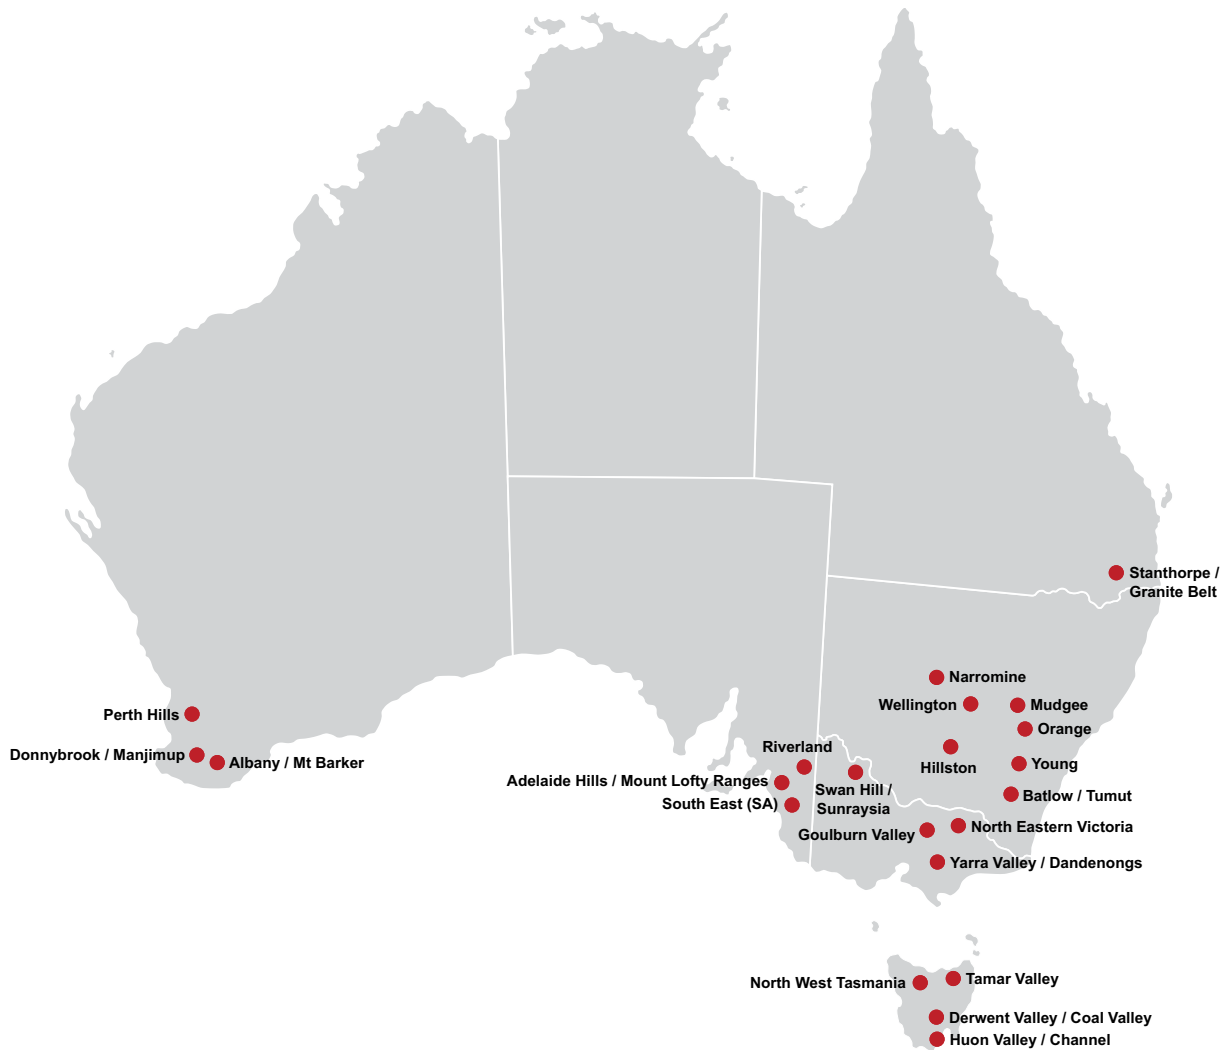 Stanthorpe /
Granite Belt
Narromine
Wellington
Mudgee
Perth Hills
Orange
Riverland
Donnybrook / Manjimup
Albany / Mt Barker
Hillston
Young
Adelaide Hills / Mount Lofty Ranges
Swan Hill /
Sunraysia
Batlow / Tumut
South East (SA)
Goulburn Valley
North Eastern Victoria
Yarra Valley / Dandenongs
North West Tasmania
Tamar Valley
Derwent Valley / Coal Valley
Huon Valley / Channel